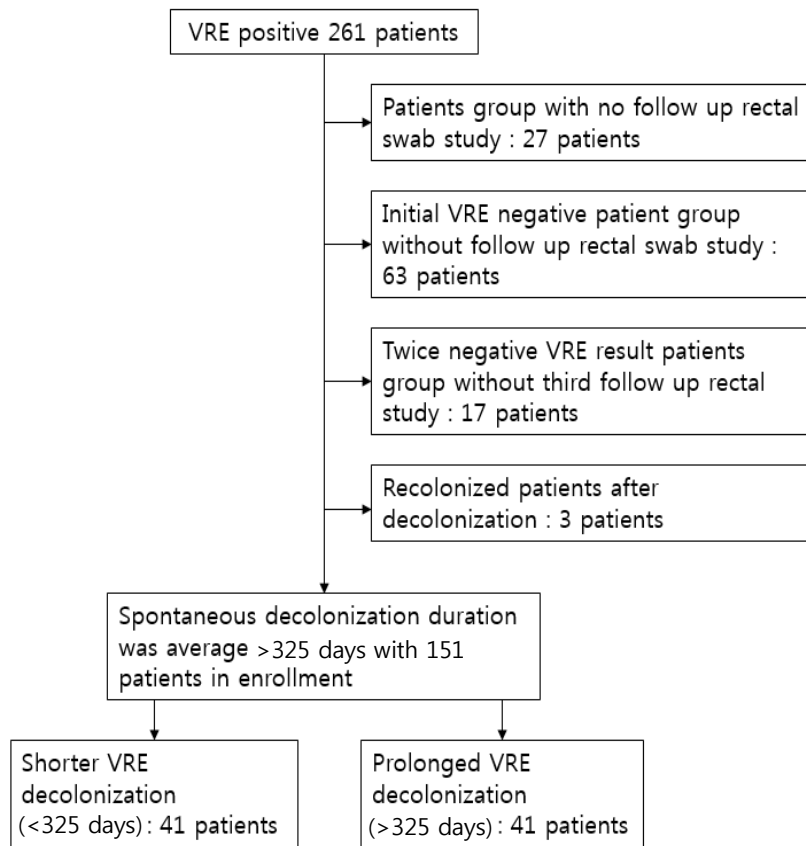 VRE positive 261 patients
Patients group with no follow up rectal
swab study : 27 patients
Initial VRE negative patient group
without follow up rectal swab study :
63 patients
Twice negative VRE result patients
group without third follow up rectal
study : 17 patients
Recolonized patients after
decolonization : 3 patients
Spontaneous decolonization duration
was average >325 days with 151
patients in enrollment
Shorter VRE
decolonization
(<325 days) : 41 patients
Prolonged VRE
decolonization
(>325 days) : 41 patients